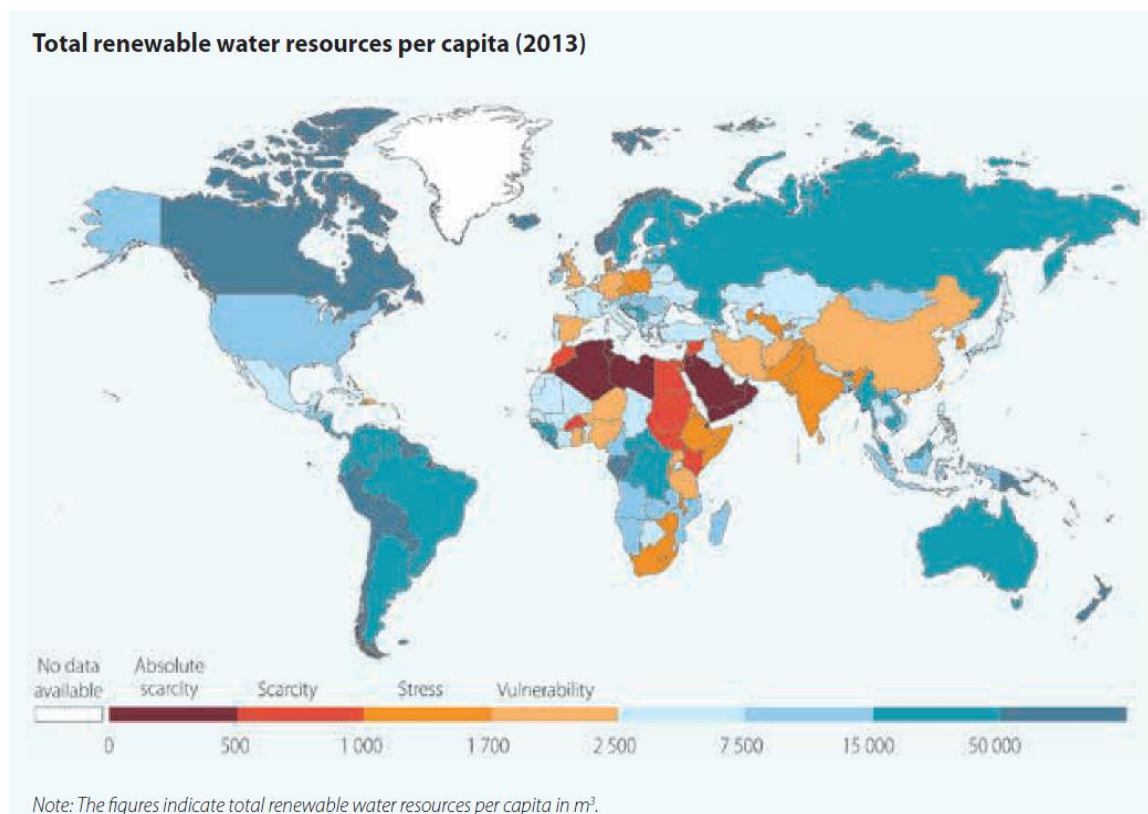 Total renewable water resources per capita (2013)
No data
available
Absolute
scarcity
Scarcity
Stress
Vulnerability
0
500
1 000
1 700
2 500
7 500
15 000
50 000
Note: The figures indicate total renewable water resources per capita in m³.